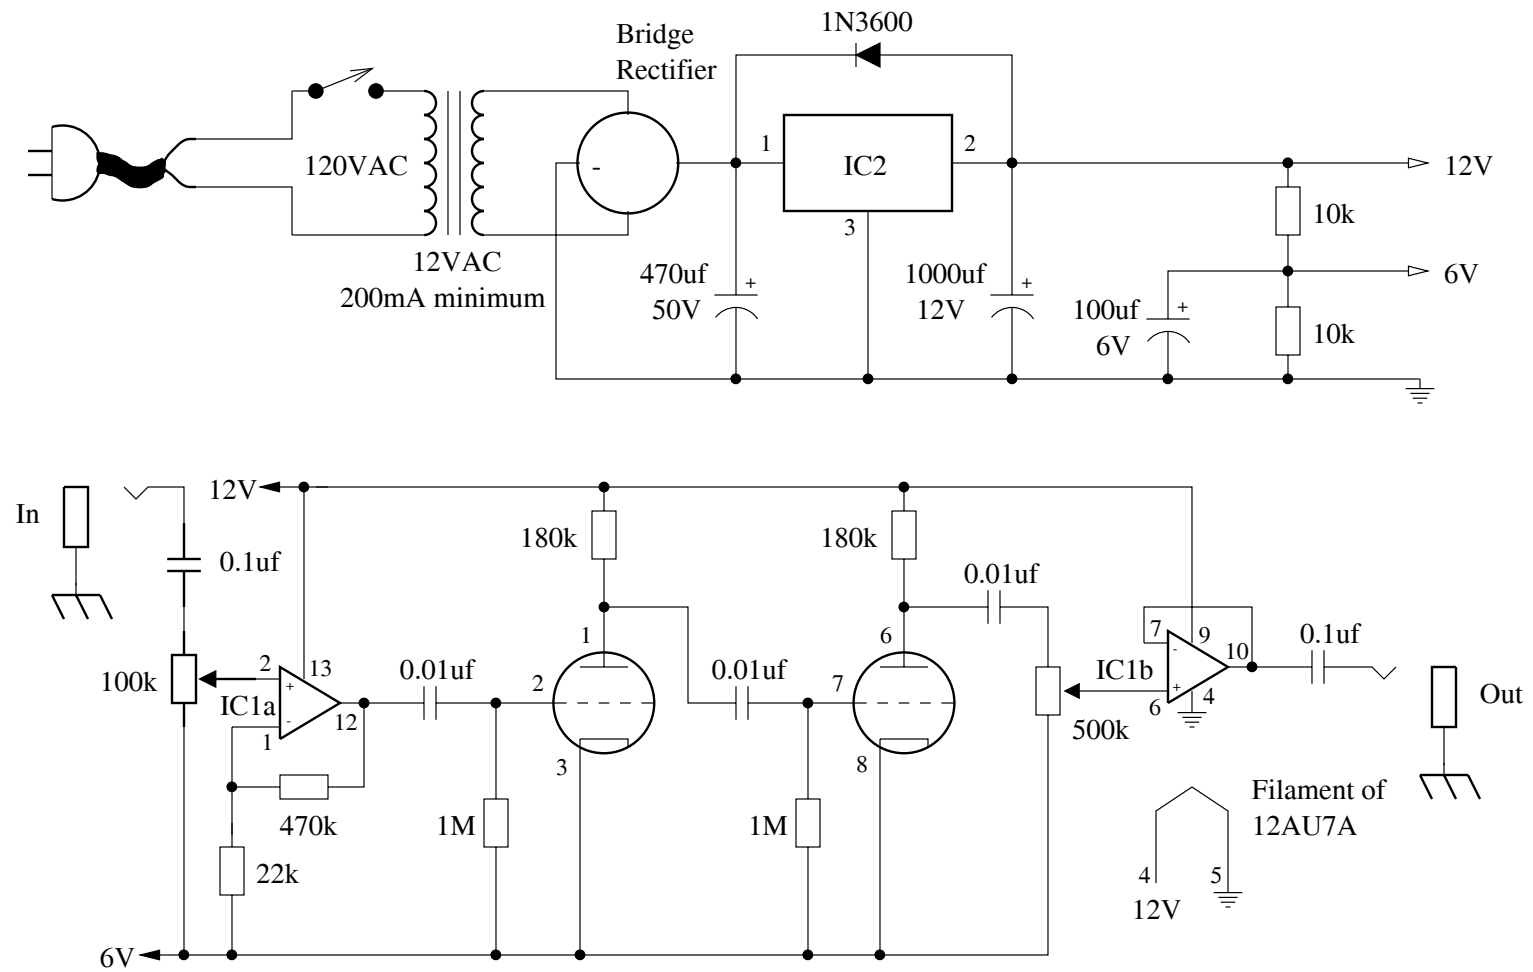 Bridge
Rectifier
1N3600
120VAC
12VAC
200mA minimum
-
1
IC2
2
3
470uf
50V
+
1000uf
12V
+
100uf
6V
+
12V
10k
6V
10k
In
12V
0.1uf
100k
2
13
+
IC1a
-
1
12
470k
22k
6V
0.01uf
1M
180k
1
2
3
0.01uf
1M
180k
6
7
8
0.01uf
500k
7
9
-
IC1b
10
+
6
4
0.1uf
Out
Filament of
12AU7A
4
5
12V